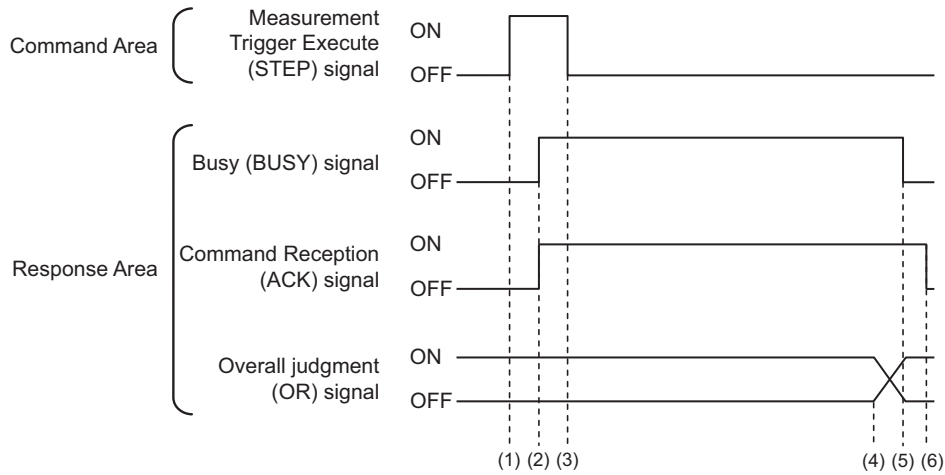 Command Area
Measurement
Trigger Execute
(STEP) signal
ON
OFF
Response Area
Busy (BUSY) signal
ON
OFF
Command Reception
(ACK) signal
ON
OFF
Overall judgment
(OR) signal
ON
OFF
(1) (2) (3) (4) (5) (6)